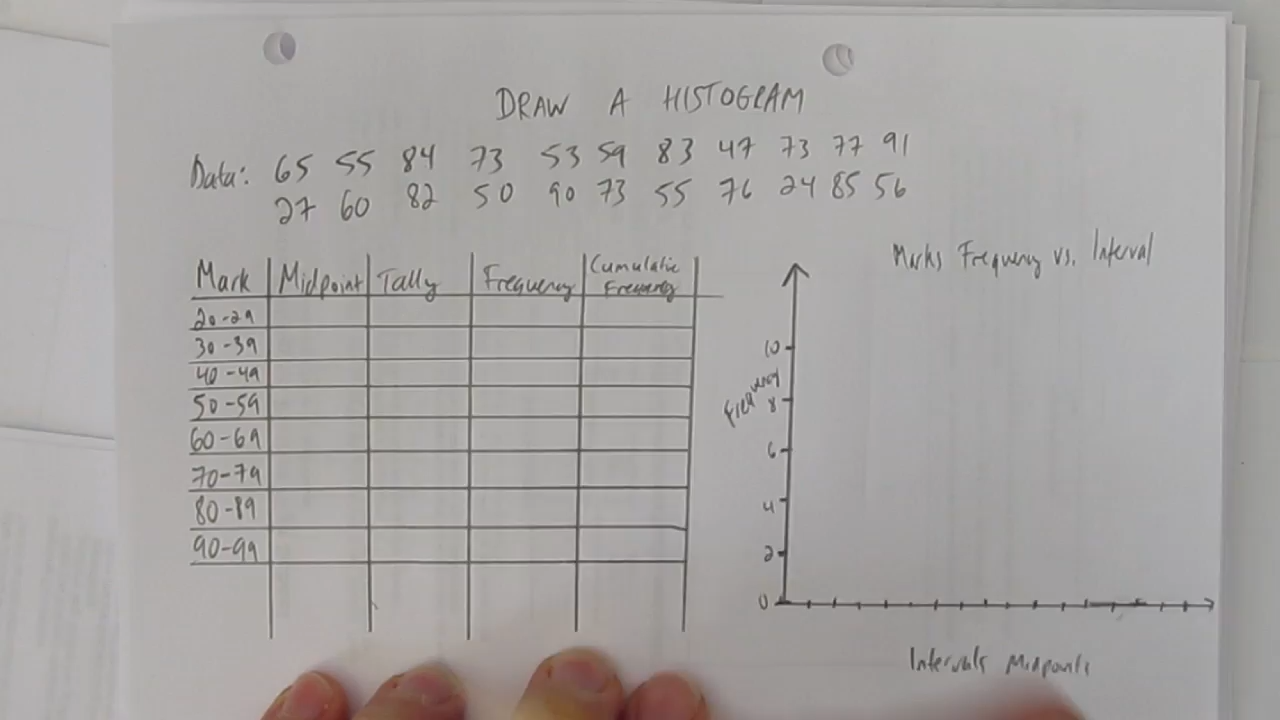 DRAW A HISTOGRAM
Data: 65 55 84 73 53 59 83 47 73 77 91
27 60 82 50 90 73 55 76 24 85 56
Mark Midpoint Tally Frequency Cumulative Frequency
20-29
30-39
40-49
50-59
60-69
70-79
80-89
90-99
Marks Frequency vs. Interval
Frequency
10
8
6
4
2
0
Intervals Midpoints